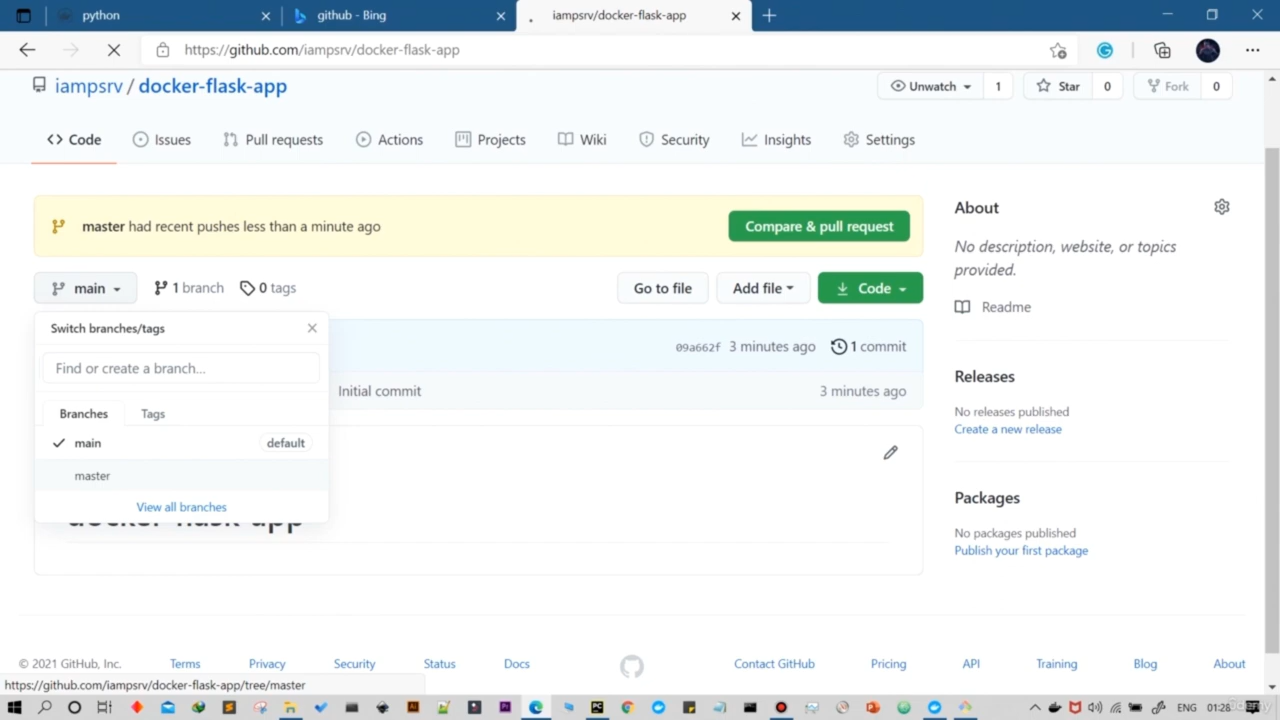 python
github - Bing
iampsrv/docker-flask-app
https://github.com/iampsrv/docker-flask-app
iampsrv / docker-flask-app
Unwatch 1
Star 0
Fork 0
Code
Issues
Pull requests
Actions
Projects
Wiki
Security
Insights
Settings
master had recent pushes less than a minute ago
Compare & pull request
main
1 branch
0 tags
Go to file
Add file
Code
Switch branches/tags
Find or create a branch...
Branches
Tags
main
default
master
View all branches
09a662f 3 minutes ago 1 commit
Initial commit
3 minutes ago
docker-flask-app
About
No description, website, or topics
provided.
Readme
Releases
No releases published
Create a new release
Packages
No packages published
Publish your first package
© 2021 GitHub, Inc.
Terms
Privacy
Security
Status
Docs
Contact GitHub
Pricing
API
Training
Blog
About
https://github.com/iampsrv/docker-flask-app/tree/master
ENG
01:28